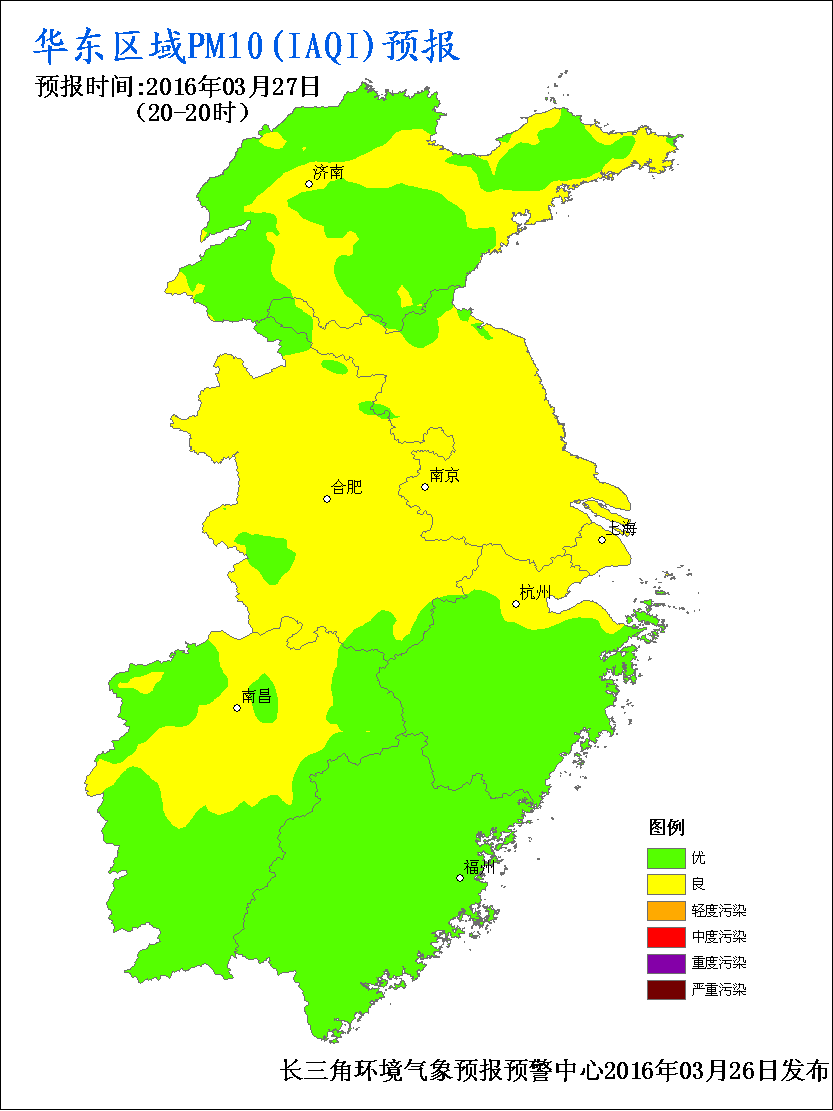 华东区域PM10(IAQI)预报
预报时间:2016年03月27日
(20-20时)
济南
南京
合肥
上海
杭州
南昌
福州
图例
优
良
轻度污染
中度污染
重度污染
严重污染
长三角环境气象预报预警中心2016年03月26日发布